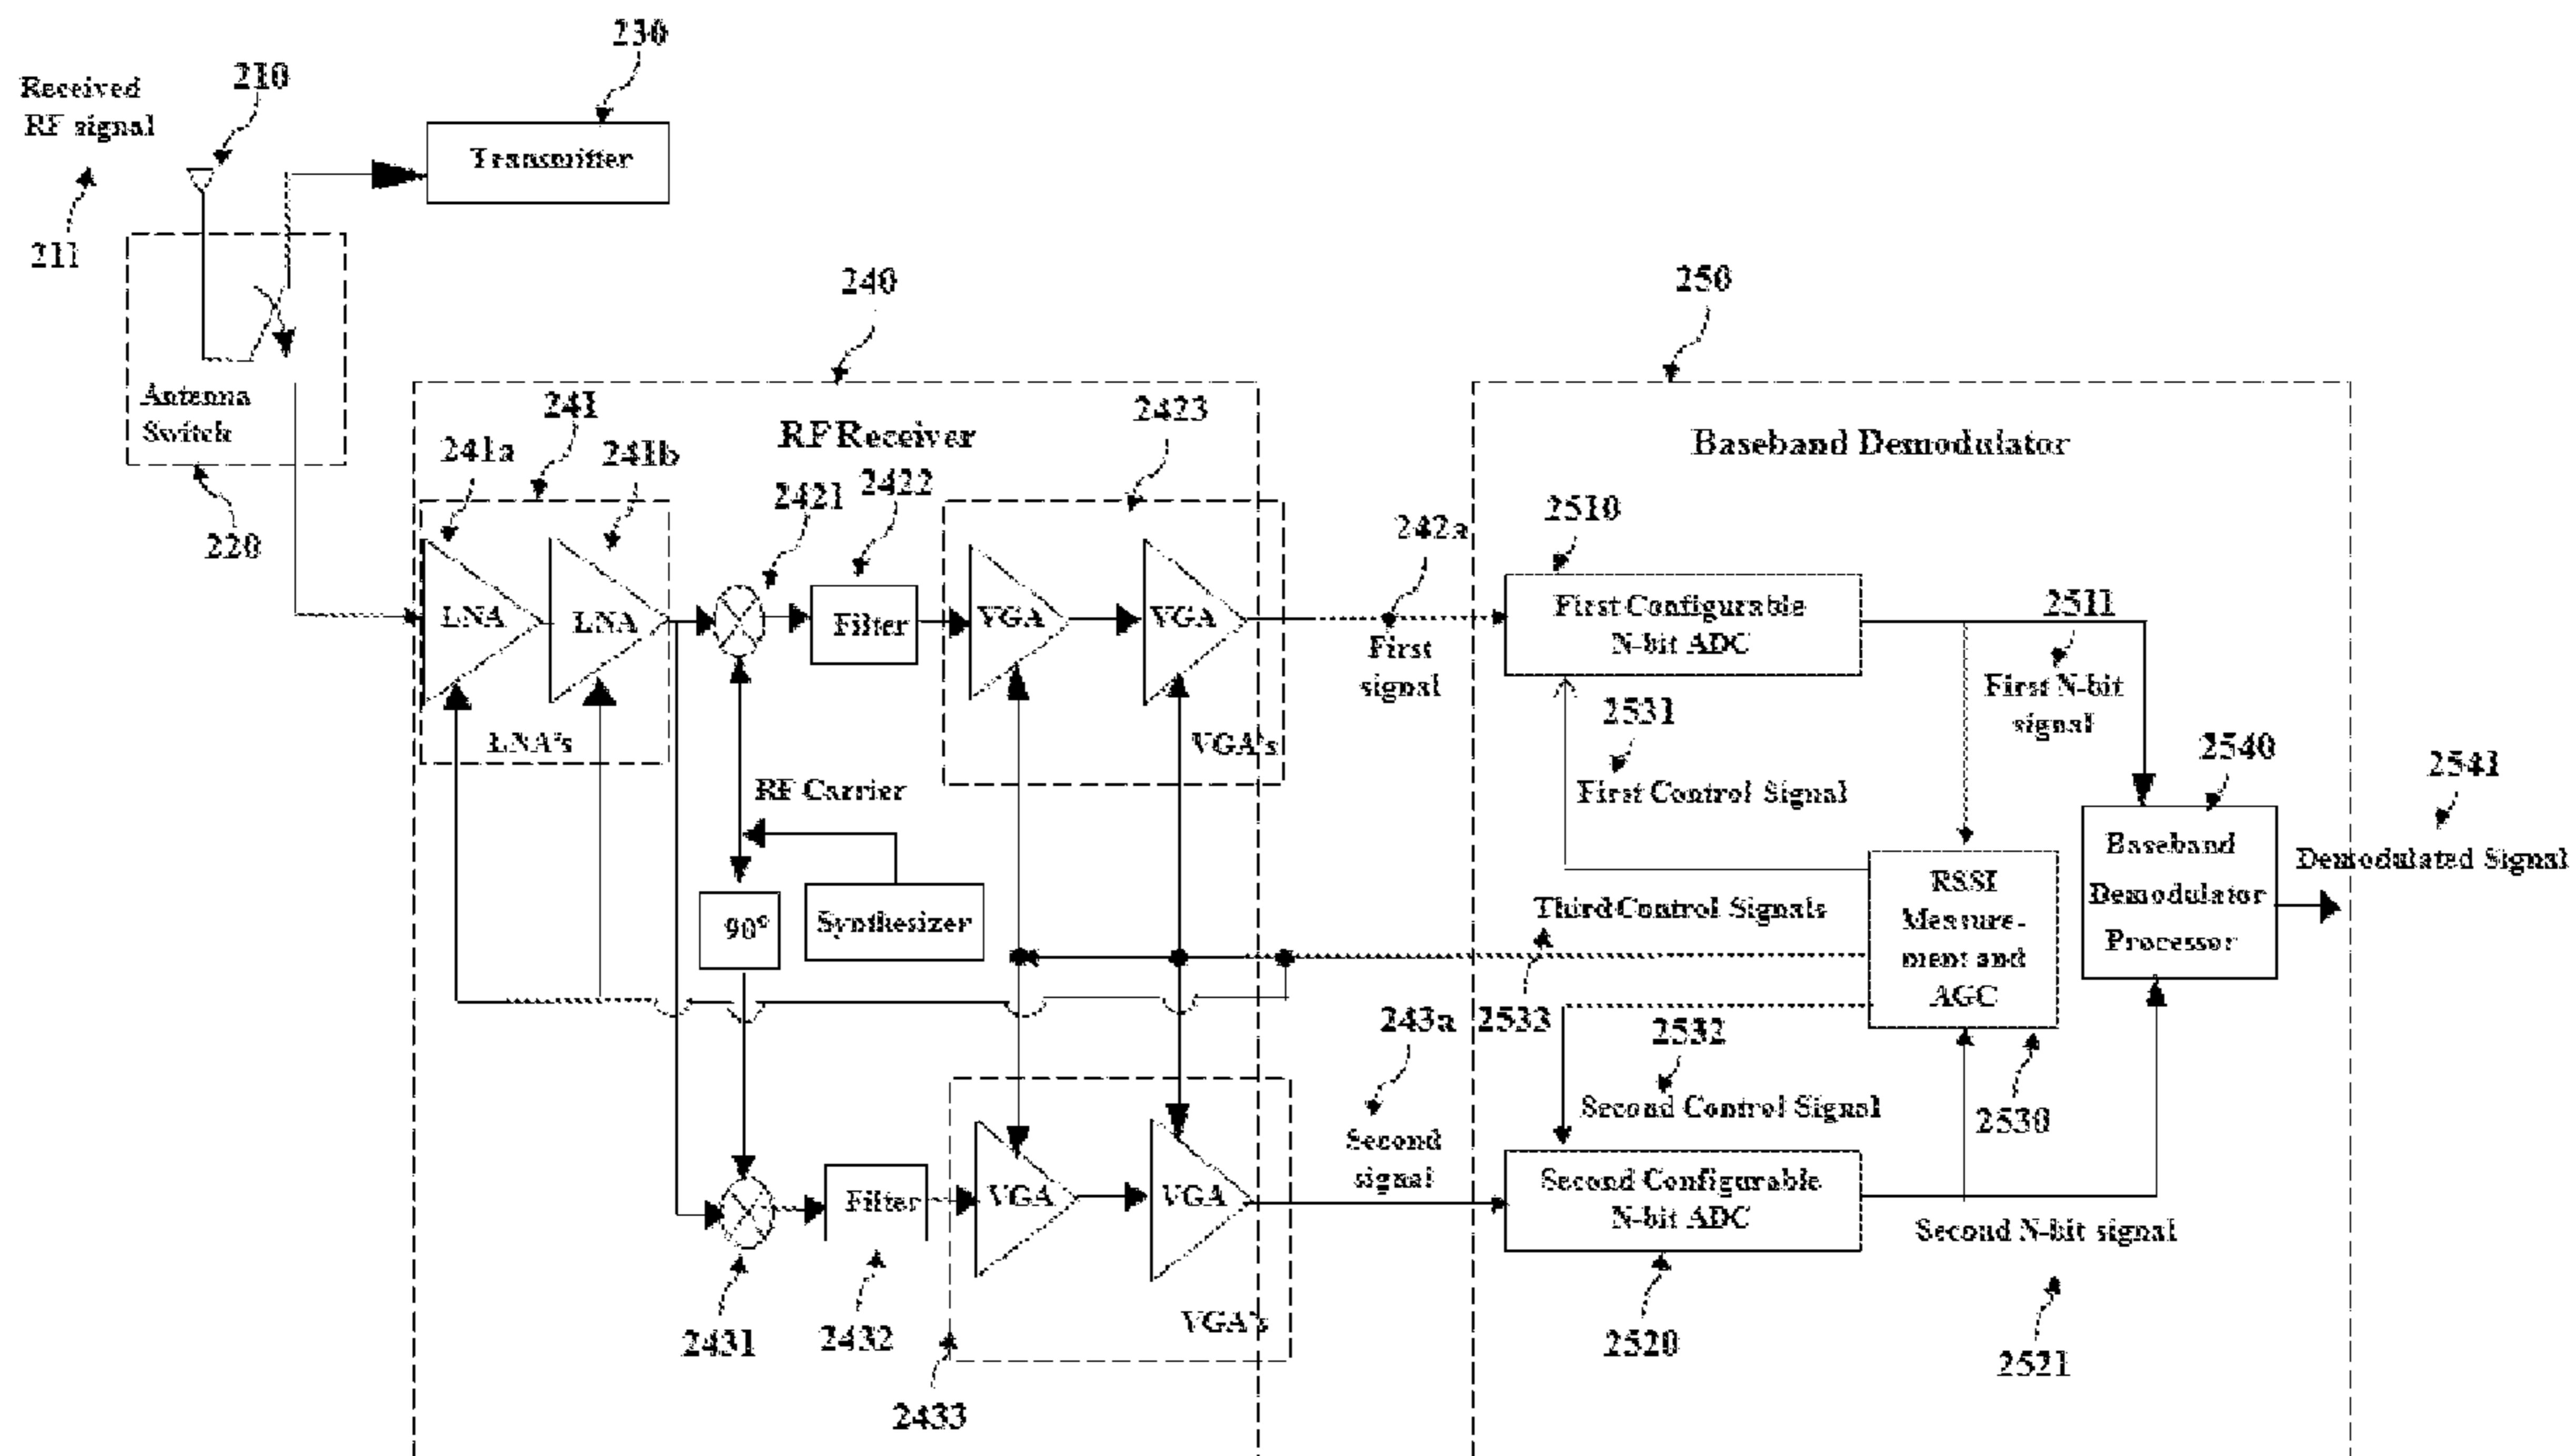 230
Received
RF signal
210
Transmitter
211
240
250
Antenna
Switch
220
241
241a
241b
RF Receiver
2421
2422
2423
Baseband Demodulator
242a
2510
LNA
LNA
Filter
VGA
VGA
First
signal
First Configurable
N-bit ADC
2511
First N-bit
signal
LNA's
VGA's
2531
First Control Signal
2540
2541
RF Carrier
Baseband
Demodulator
Processor
Demodulated Signal
90°
Synthesizer
Third Control Signals
2533
RSSI
Measure-
ment and
AGC
243a
2532
Second Control Signal
2530
Second
signal
Filter
VGA
VGA
Second Configurable
N-bit ADC
Second N-bit signal
2431
2432
VGA's
2433
2520
2521